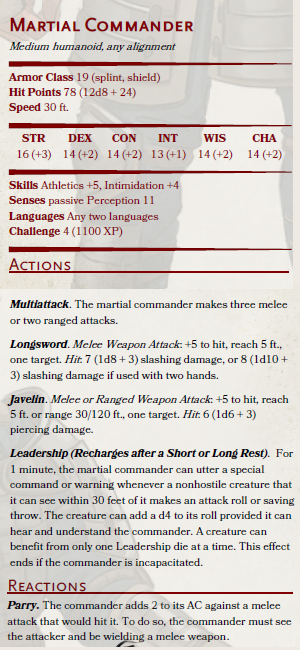 Martial Commander
Medium humanoid, any alignment
Armor Class 19 (splint, shield)
Hit Points 78 (12d8 + 24)
Speed 30 ft.
STR DEX CON INT WIS CHA
16 (+3) 14 (+2) 14 (+2) 13 (+1) 14 (+2) 14 (+2)
Skills Athletics +5, Intimidation +4
Senses passive Perception 11
Languages Any two languages
Challenge 4 (1100 XP)
Actions
Multiattack. The martial commander makes three melee
or two ranged attacks.
Longsword. Melee Weapon Attack: +5 to hit, reach 5 ft.,
one target. Hit: 7 (1d8 + 3) slashing damage, or 8 (1d10 +
3) slashing damage if used with two hands.
Javelin. Melee or Ranged Weapon Attack: +5 to hit, reach
5 ft. or range 30/120 ft., one target. Hit: 6 (1d6 + 3)
piercing damage.
Leadership (Recharges after a Short or Long Rest). For
1 minute, the martial commander can utter a special
command or warning whenever a nonhostile creature that
it can see within 30 feet of it makes an attack roll or saving
throw. The creature can add a d4 to its roll provided it can
hear and understand the commander. A creature can
benefit from only one Leadership die at a time. This effect
ends if the commander is incapacitated.
Reactions
Parry. The commander adds 2 to its AC against a melee
attack that would hit it. To do so, the commander must see
the attacker and be wielding a melee weapon.